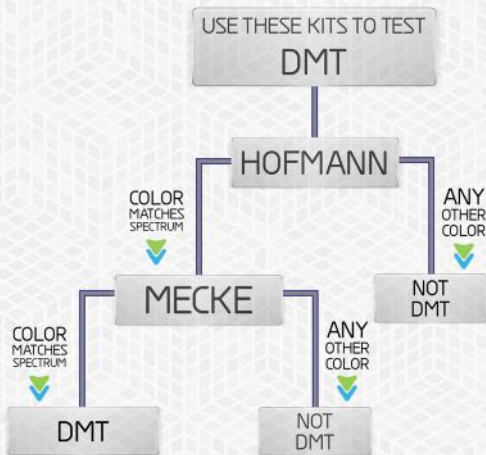 USE THESE KITS TO TEST
DMT
HOFMANN
COLOR
MATCHES
SPECTRUM
ANY
OTHER
COLOR
MECKE
NOT
DMT
COLOR
MATCHES
SPECTRUM
ANY
OTHER
COLOR
DMT
NOT
DMT